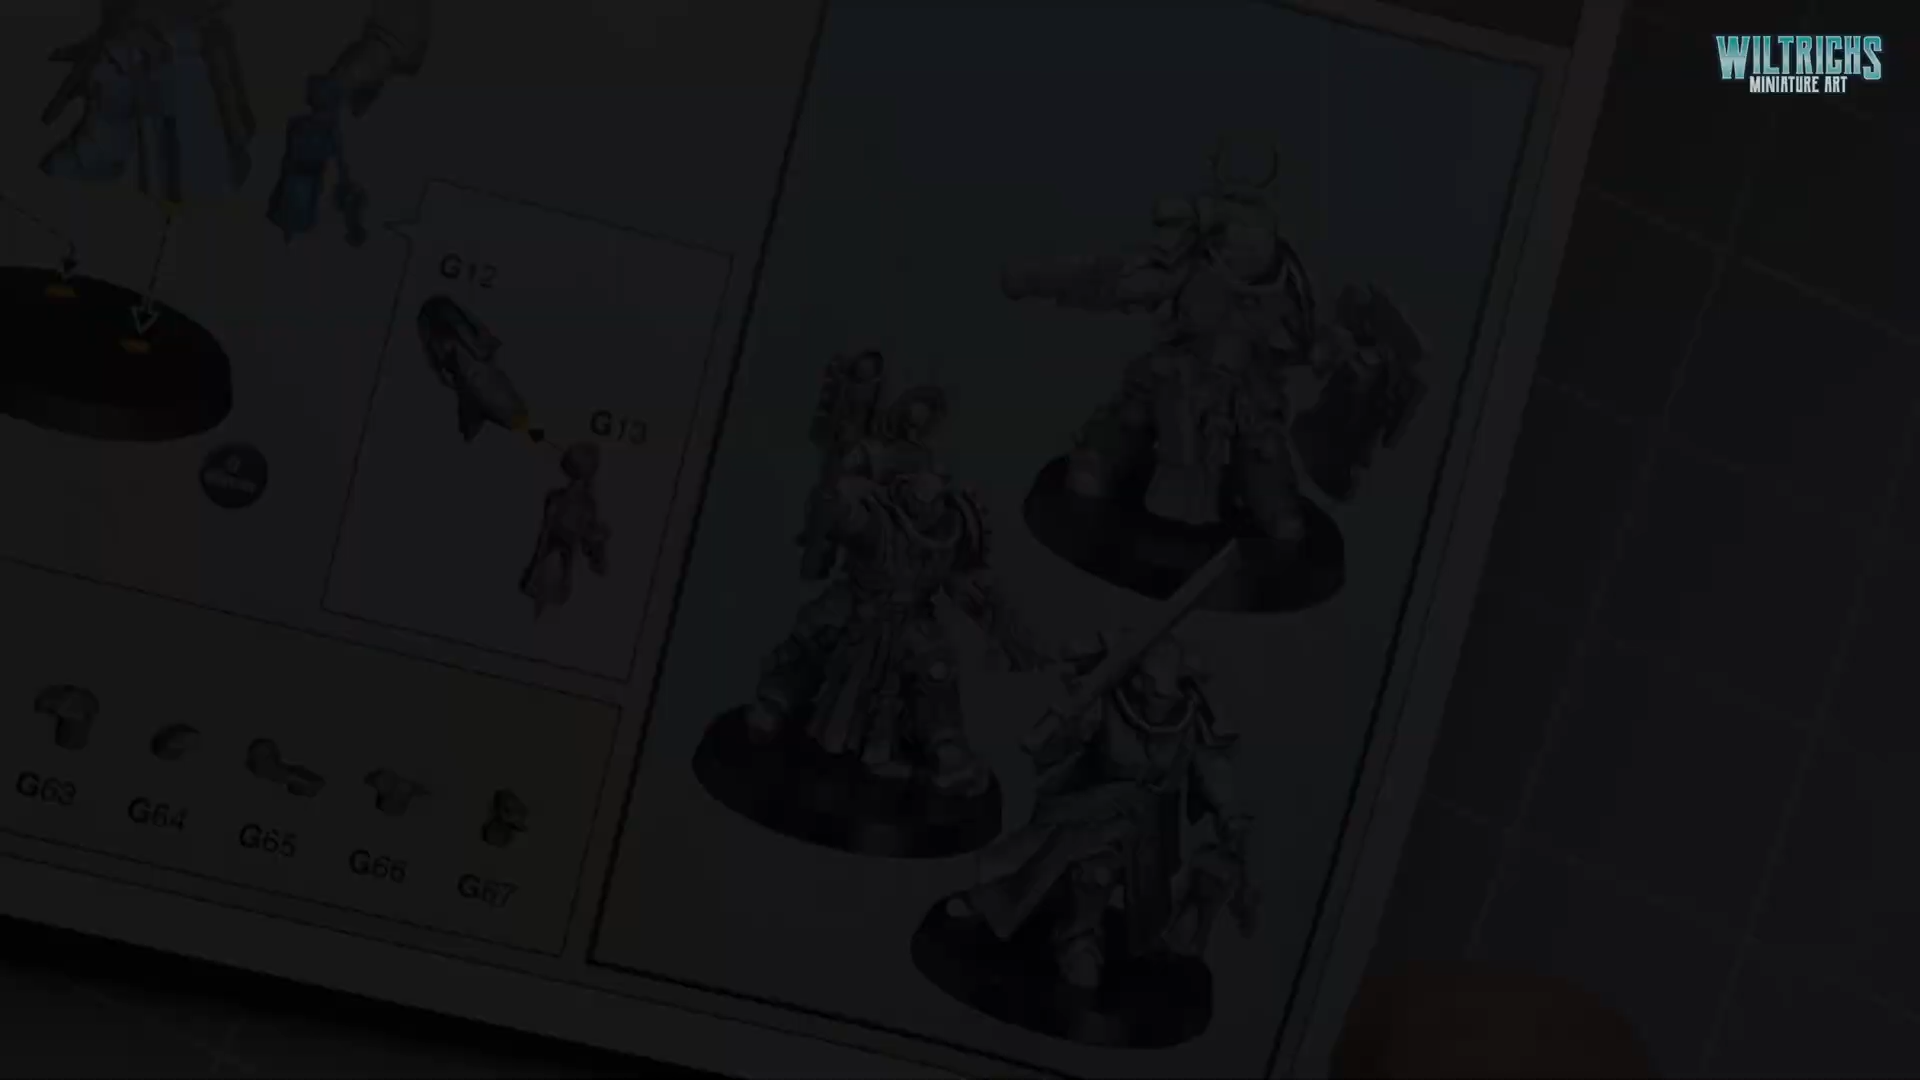 WILTRICHS
MINIATURE ART
G12
G13
G63
G64
G65
G66
G67